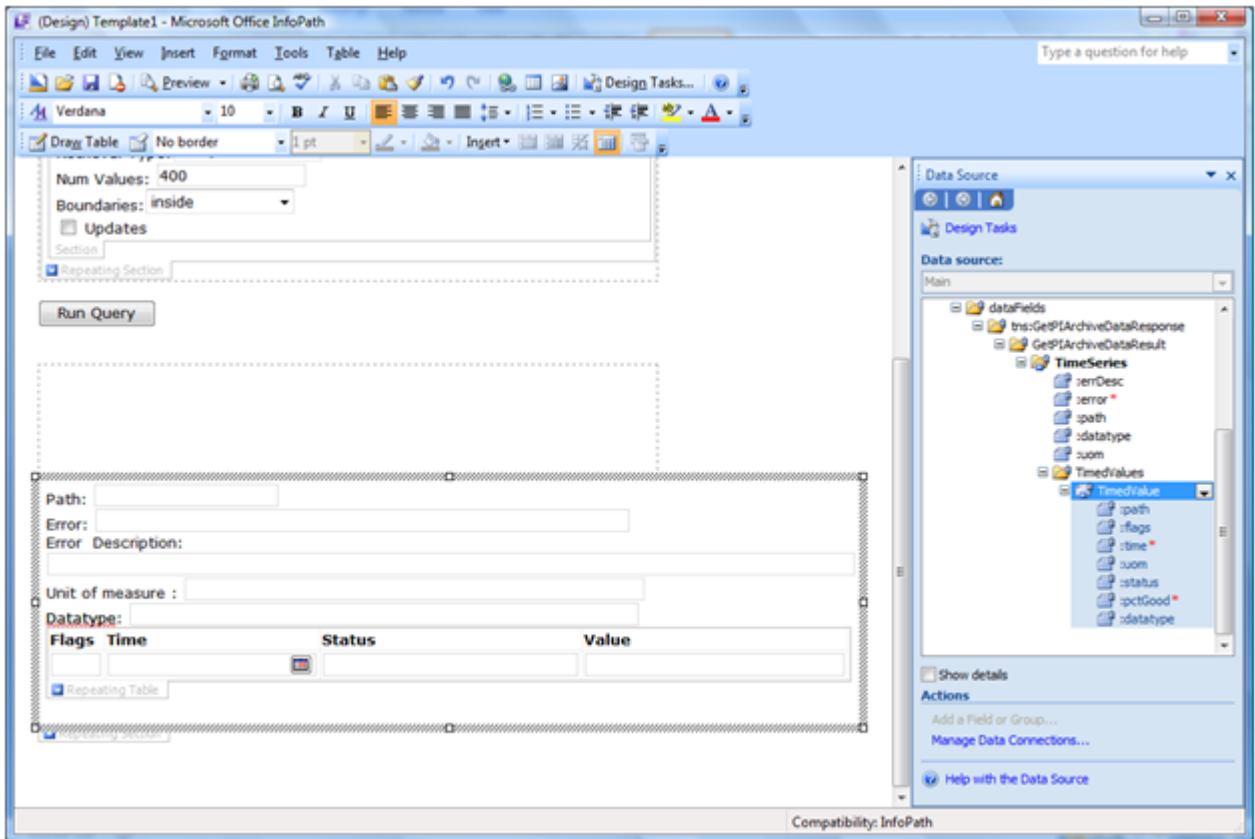 (Design) Template1 - Microsoft Office InfoPath
File Edit View Insert Format Tools Table Help
Type a question for help
Preview
Design Tasks...
Verdana
10
B I U
Draw Table
No border
1 pt
Insert
Num Values: 400
Boundaries: inside
Updates
Section
Repeating Section
Run Query
Path:
Error:
Error Description:
Unit of measure :
Datatype:
Flags Time Status Value
Repeating Table
Repeating Section
Data Source
Design Tasks
Data source:
Main
dataFields
tns:GetPIArchiveDataResponse
GetPIArchiveDataResult
TimeSeries
:errDesc
:error *
:path
:datatype
:uom
TimedValues
TimedValue
:path
:flags
:time *
:uom
:status
:pctGood *
:datatype
Show details
Actions
Add a Field or Group...
Manage Data Connections...
Help with the Data Source
Compatibility: InfoPath